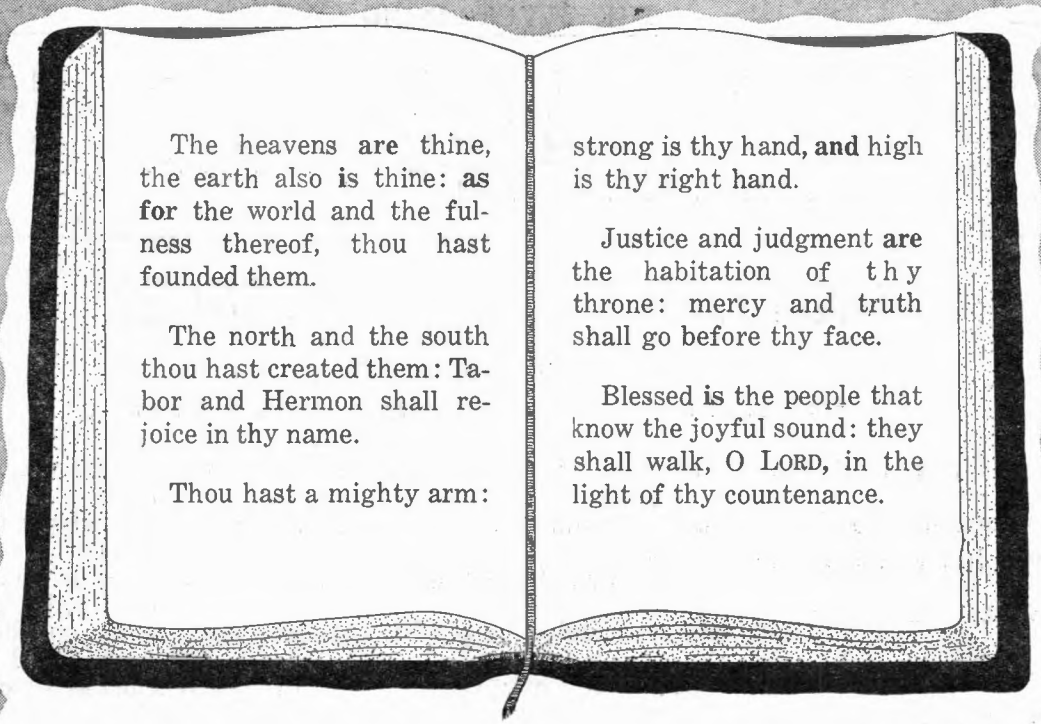 The heavens are thine,
the earth also is thine: as
for the world and the ful-
ness thereof, thou hast
founded them.
The north and the south
thou hast created them: Ta-
bor and Hermon shall re-
joice in thy name.
Thou hast a mighty arm:
strong is thy hand, and high
is thy right hand.
Justice and judgment are
the habitation of thy
throne: mercy and truth
shall go before thy face.
Blessed is the people that
know the joyful sound: they
shall walk, O LORD, in the
light of thy countenance.